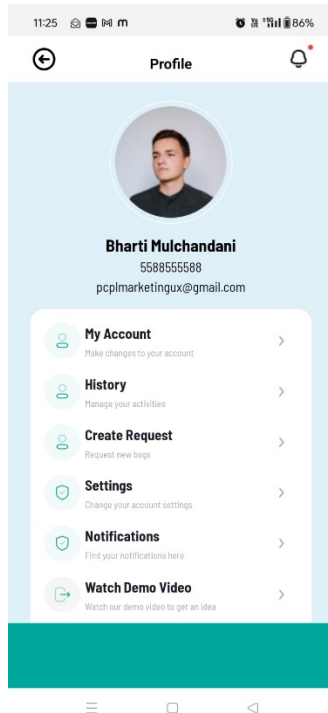 11:25
86%
Profile
Bharti Mulchandani
5588555588
pcplmarketingux@gmail.com
My Account
Make changes to your account
History
Manage your activities
Create Request
Request new bags
Settings
Change your account settings
Notifications
Find your notifications here
Watch Demo Video
Watch our demo video to get an idea